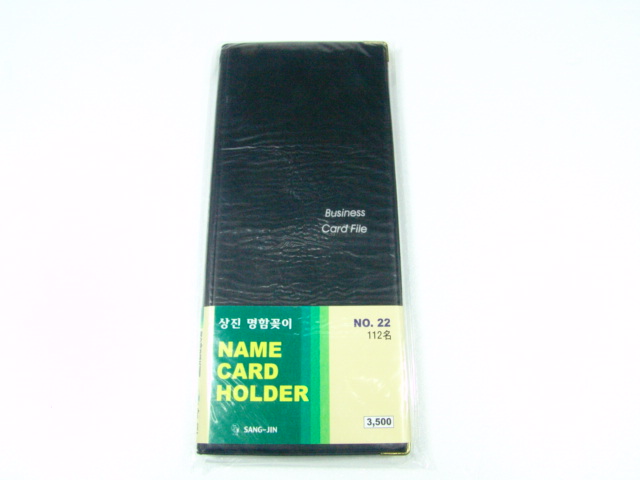 Business
Card File
상진 명함꽂이
NO. 22
112名
NAME
CARD
HOLDER
3,500
SANG-JIN